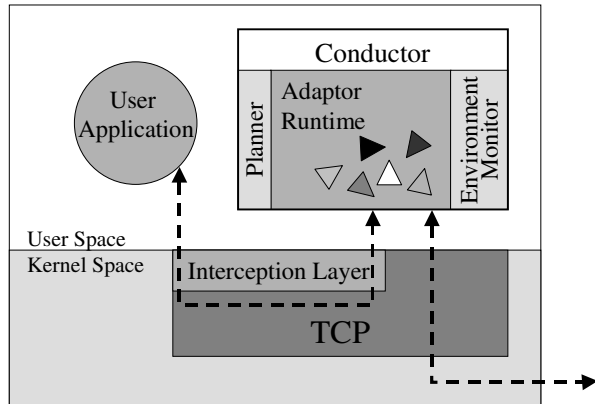 Conductor
User
Application
Planner
Adaptor
Runtime
Environment
Monitor
User Space
Kernel Space
Interception Layer
TCP